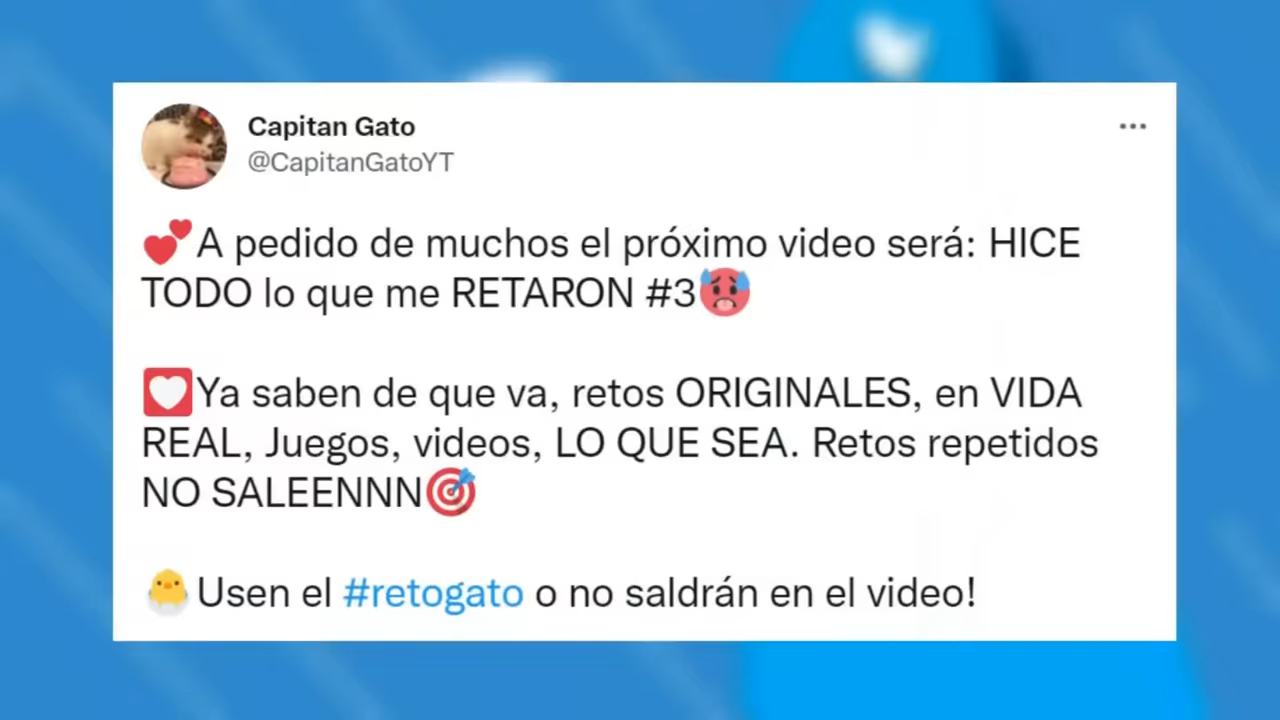 Capitan Gato
@CapitanGatoYT
💕A pedido de muchos el próximo video será: HICE
TODO lo que me RETARON #3🥵
💟Ya saben de que va, retos ORIGINALES, en VIDA
REAL, Juegos, videos, LO QUE SEA. Retos repetidos
NO SALEENNN🎯
🐣Usen el #retogato o no saldrán en el video!